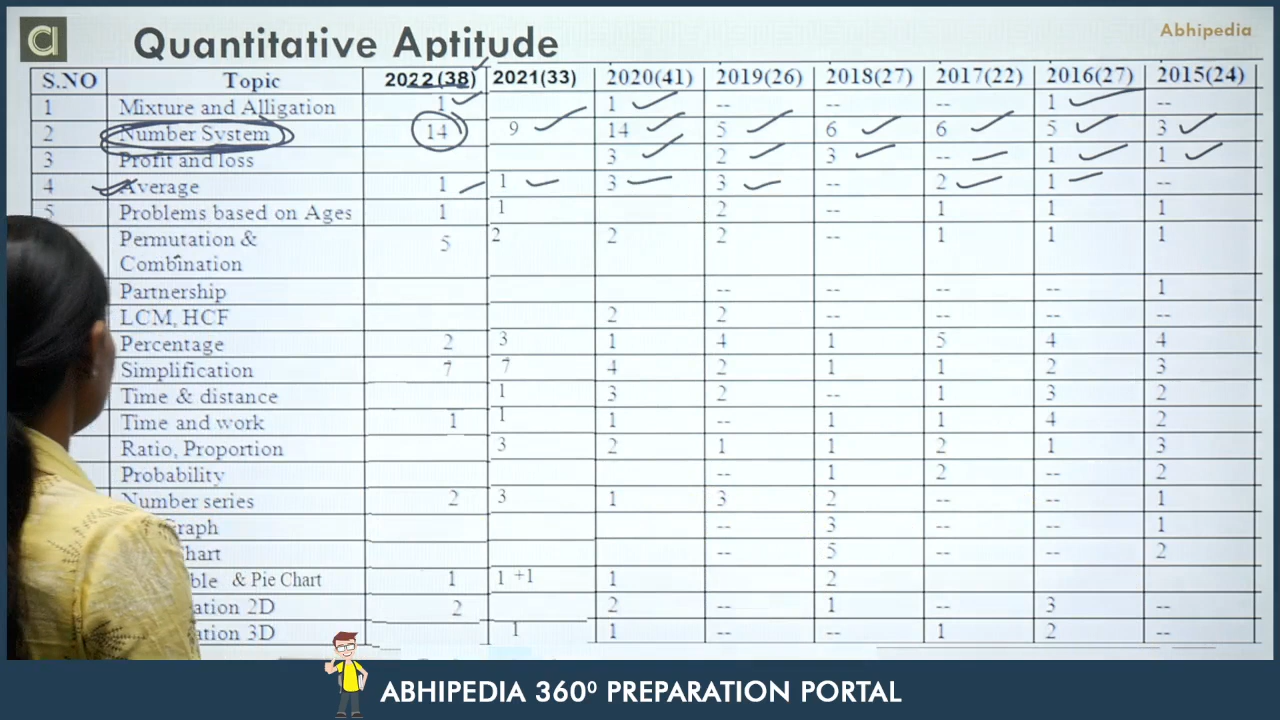 Quantitative Aptitude
Abhipedia
S.NO Topic 2022(38) 2021(33) 2020(41) 2019(26) 2018(27) 2017(22) 2016(27) 2015(24)
1 Mixture and Alligation 1 1 -- -- -- 1 --
2 Number System 14 9 14 5 6 6 5 3
3 Profit and loss 3 2 3 -- 1 1
4 Average 1 1 3 3 -- 2 1 --
5 Problems based on Ages 1 1 2 -- 1 1 1
Permutation & 5 2 2 2 -- 1 1 1
Combination
Partnership -- -- -- -- 1
LCM, HCF 2 2 -- -- -- --
Percentage 2 3 1 4 1 5 4 4
Simplification 7 7 4 2 1 1 2 3
Time & distance 1 3 2 -- 1 3 2
Time and work 1 1 1 -- 1 1 4 2
Ratio, Proportion 3 2 1 1 2 1 3
Probability -- 1 2 -- 2
Number series 2 3 1 3 2 -- -- 1
Graph -- 3 -- -- 1
-- 5 -- -- 2
& Pie Chart 1 1 +1 1 2
2D 2 2 -- 1 -- 3 --
3D 1 1 -- -- 1 2 --
ABHIPEDIA 360⁰ PREPARATION PORTAL